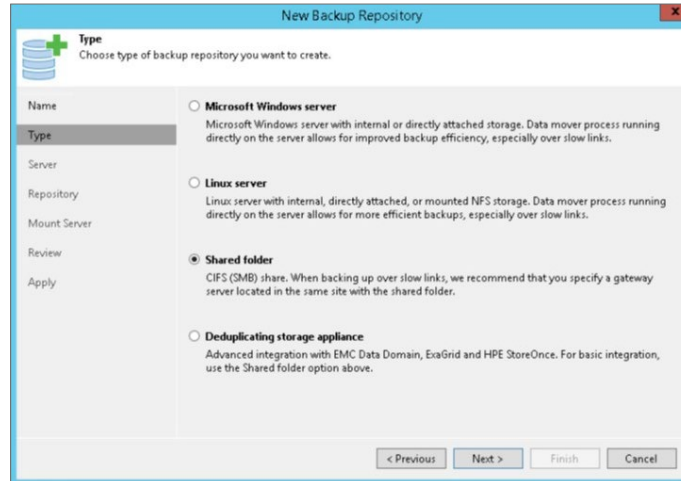 New Backup Repository
x
Type
Choose type of backup repository you want to create.
Name
Type
Server
Repository
Mount Server
Review
Apply
Microsoft Windows server
Microsoft Windows server with internal or directly attached storage. Data mover process running
directly on the server allows for improved backup efficiency, especially over slow links.
Linux server
Linux server with internal, directly attached, or mounted NFS storage. Data mover process running
directly on the server allows for more efficient backups, especially over slow links.
Shared folder
CIFS (SMB) share. When backing up over slow links, we recommend that you specify a gateway
server located in the same site with the shared folder.
Deduplicating storage appliance
Advanced integration with EMC Data Domain, ExaGrid and HPE StoreOnce. For basic integration,
use the Shared folder option above.
< Previous Next > Finish Cancel